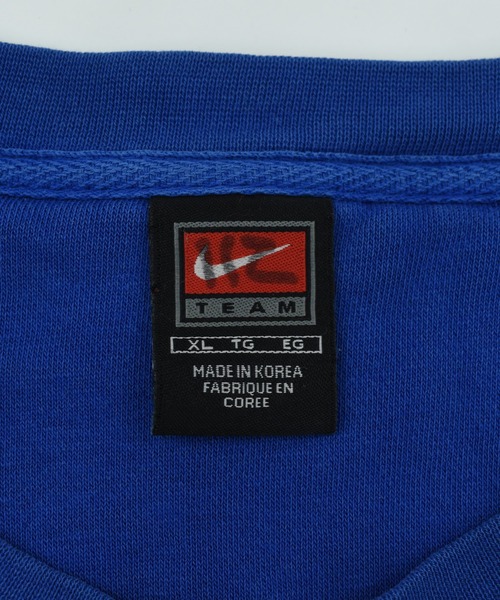 TEAM
XL TG EG
MADE IN KOREA
FABRIQUE EN
COREE